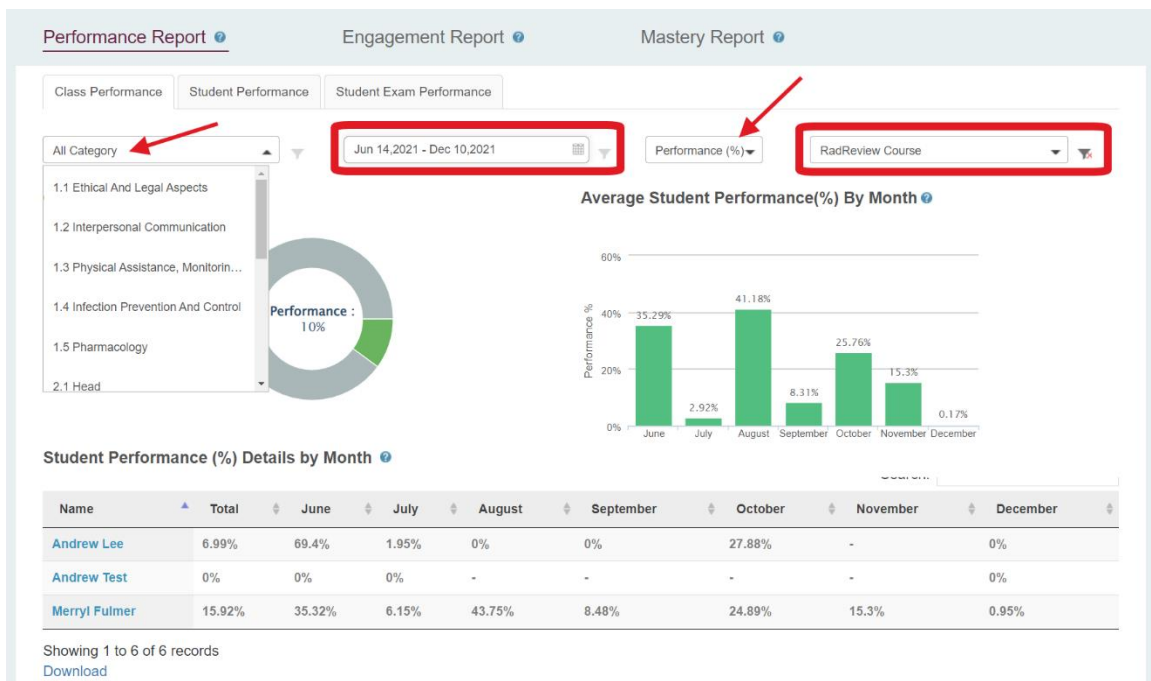 Performance Report Engagement Report Mastery Report
Class Performance Student Performance Student Exam Performance
All Category Jun 14,2021 - Dec 10,2021 Performance (%) RadReview Course
1.1 Ethical And Legal Aspects
1.2 Interpersonal Communication
1.3 Physical Assistance, Monitorin...
1.4 Infection Prevention And Control
1.5 Pharmacology
2.1 Head
Performance :
10%
Average Student Performance(%) By Month
Performance %
60%
40%
20%
0%
35.29%
2.92%
41.18%
8.31%
25.76%
15.3%
0.17%
June July August September October November December
Student Performance (%) Details by Month
Name Total June July August September October November December
Andrew Lee 6.99% 69.4% 1.95% 0% 0% 27.88% - 0%
Andrew Test 0% 0% 0% - - - - 0%
Merryl Fulmer 15.92% 35.32% 6.15% 43.75% 8.48% 24.89% 15.3% 0.95%
Showing 1 to 6 of 6 records
Download